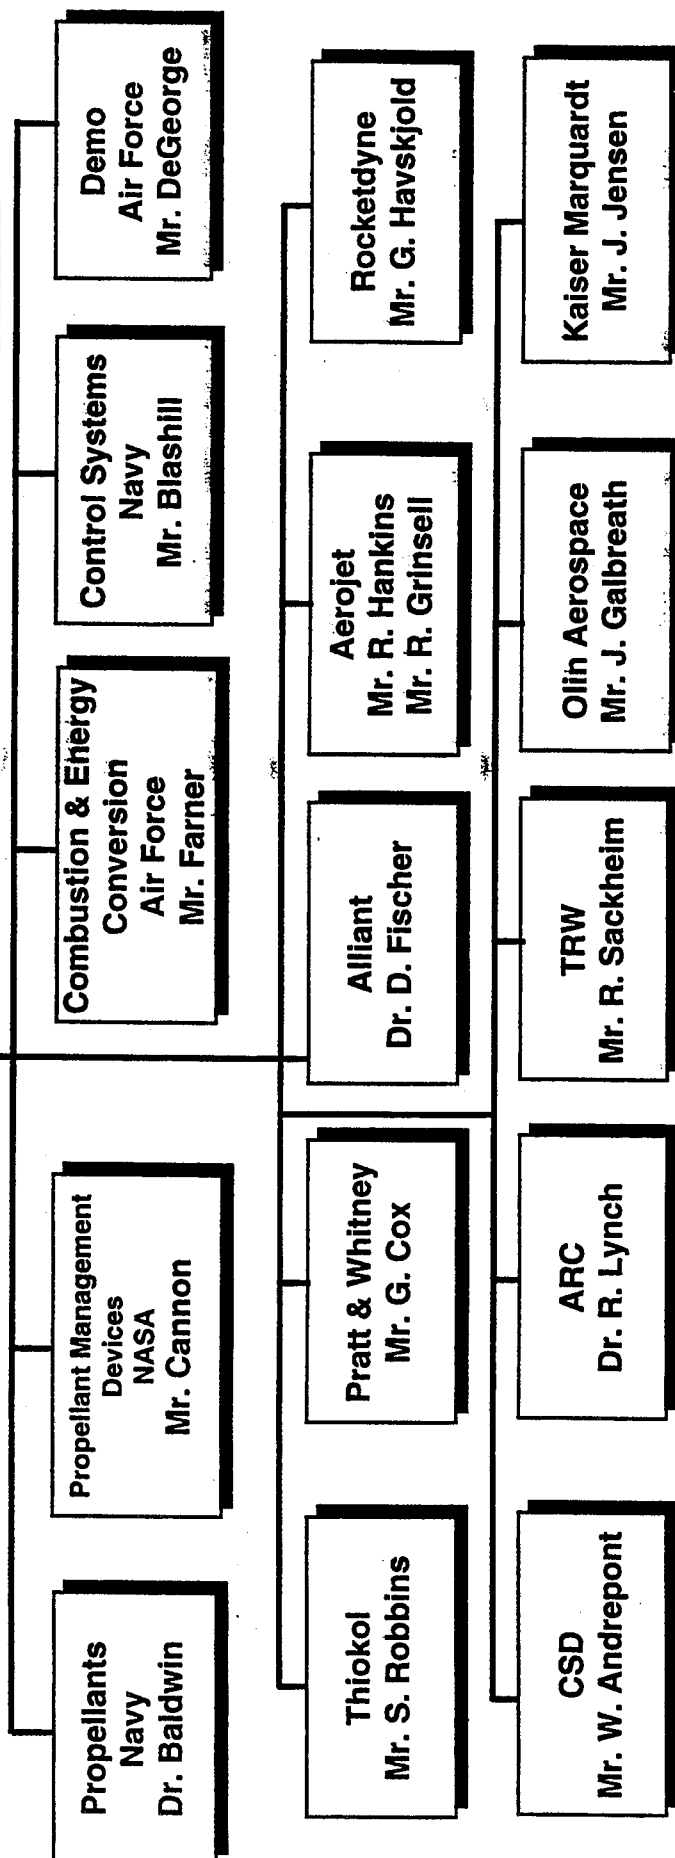 Propellants
Navy
Dr. Baldwin
Propellant Management
Devices
NASA
Mr. Cannon
Combustion & Energy
Conversion
Air Force
Mr. Farner
Control Systems
Navy
Mr. Blashill
Demo
Air Force
Mr. DeGeorge
Thiokol
Mr. S. Robbins
Pratt & Whitney
Mr. G. Cox
Alliant
Dr. D. Fischer
Aerojet
Mr. R. Hankins
Mr. R. Grinsell
Rocketdyne
Mr. G. Havskjold
CSD
Mr. W. Andrepont
ARC
Dr. R. Lynch
TRW
Mr. R. Sackheim
Olin Aerospace
Mr. J. Galbreath
Kaiser Marquardt
Mr. J. Jensen